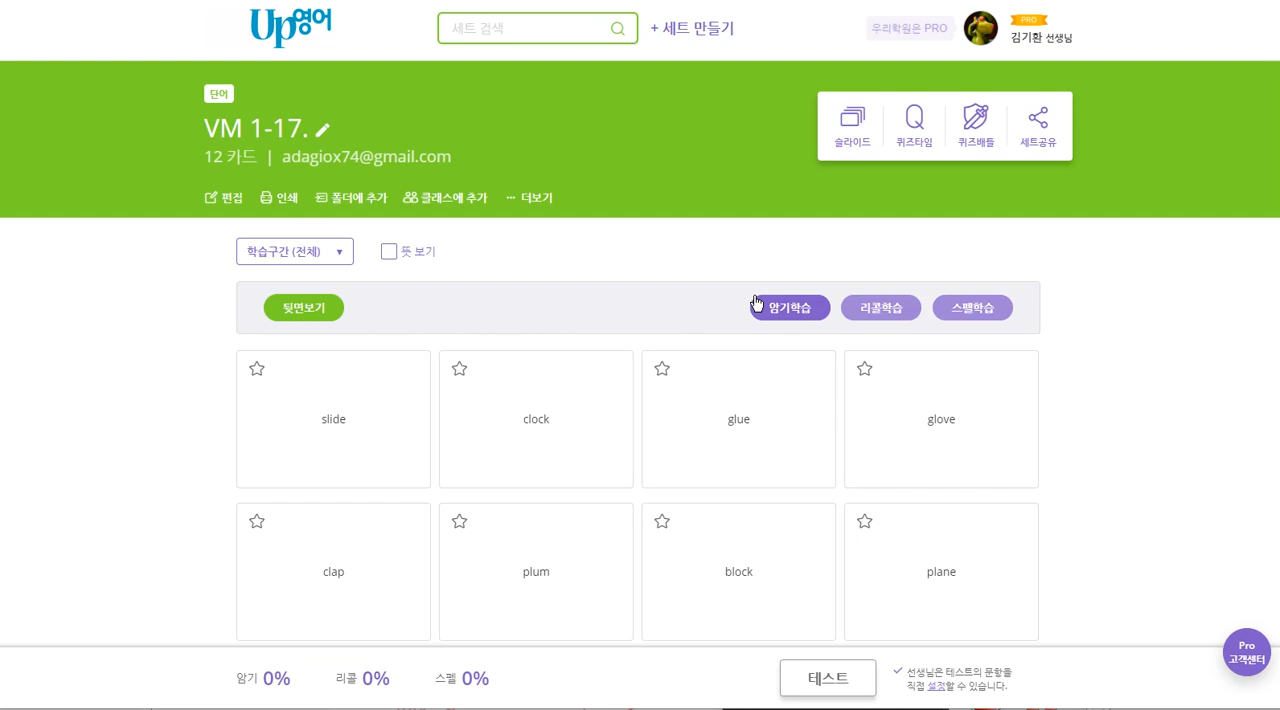 Up영어
세트 검색
+ 세트 만들기
우리학원은 PRO
PRO
김기환 선생님
단어
VM 1-17.
12 카드 | adagiox74@gmail.com
슬라이드
퀴즈타임
퀴즈배틀
세트공유
편집
인쇄
폴더에 추가
클래스에 추가
더보기
학습구간 (전체)
뜻 보기
뒷면보기
암기학습
리콜학습
스펠학습
slide
clock
glue
glove
clap
plum
block
plane
암기 0%
리콜 0%
스펠 0%
테스트
선생님은 테스트의 문항을
직접 설정할 수 있습니다.
Pro
고객센터